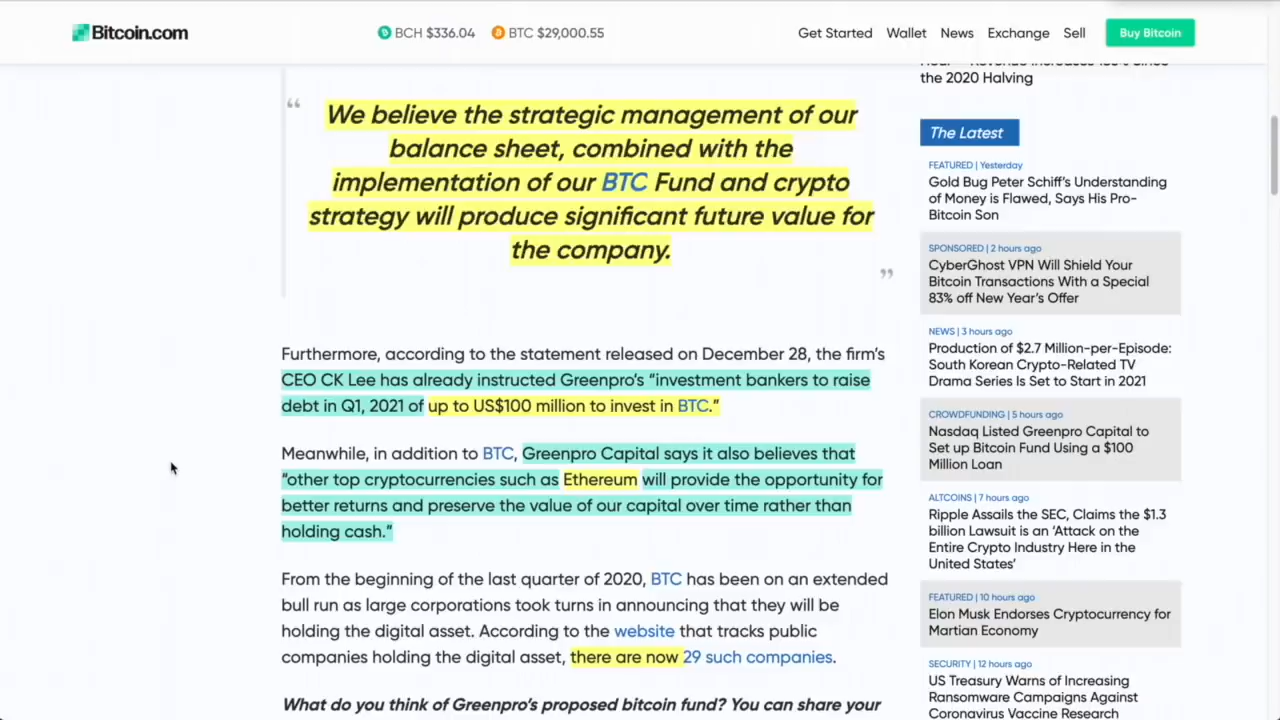 Bitcoin.com
BCH $336.04
BTC $29,000.55
Get Started
Wallet
News
Exchange
Sell
Buy Bitcoin
“
We believe the strategic management of our
balance sheet, combined with the
implementation of our BTC Fund and crypto
strategy will produce significant future value for
the company.
”
Furthermore, according to the statement released on December 28, the firm’s
CEO CK Lee has already instructed Greenpro’s “investment bankers to raise
debt in Q1, 2021 of up to US$100 million to invest in BTC.”
Meanwhile, in addition to BTC, Greenpro Capital says it also believes that
“other top cryptocurrencies such as Ethereum will provide the opportunity for
better returns and preserve the value of our capital over time rather than
holding cash.”
From the beginning of the last quarter of 2020, BTC has been on an extended
bull run as large corporations took turns in announcing that they will be
holding the digital asset. According to the website that tracks public
companies holding the digital asset, there are now 29 such companies.
What do you think of Greenpro’s proposed bitcoin fund? You can share your
the 2020 Halving
The Latest
FEATURED | Yesterday
Gold Bug Peter Schiff’s Understanding
of Money is Flawed, Says His Pro-
Bitcoin Son
SPONSORED | 2 hours ago
CyberGhost VPN Will Shield Your
Bitcoin Transactions With a Special
83% off New Year’s Offer
NEWS | 3 hours ago
Production of $2.7 Million-per-Episode:
South Korean Crypto-Related TV
Drama Series Is Set to Start in 2021
CROWDFUNDING | 5 hours ago
Nasdaq Listed Greenpro Capital to
Set up Bitcoin Fund Using a $100
Million Loan
ALTCOINS | 7 hours ago
Ripple Assails the SEC, Claims the $1.3
billion Lawsuit is an ‘Attack on the
Entire Crypto Industry Here in the
United States’
FEATURED | 10 hours ago
Elon Musk Endorses Cryptocurrency for
Martian Economy
SECURITY | 12 hours ago
US Treasury Warns of Increasing
Ransomware Campaigns Against
Coronavirus Vaccine Research